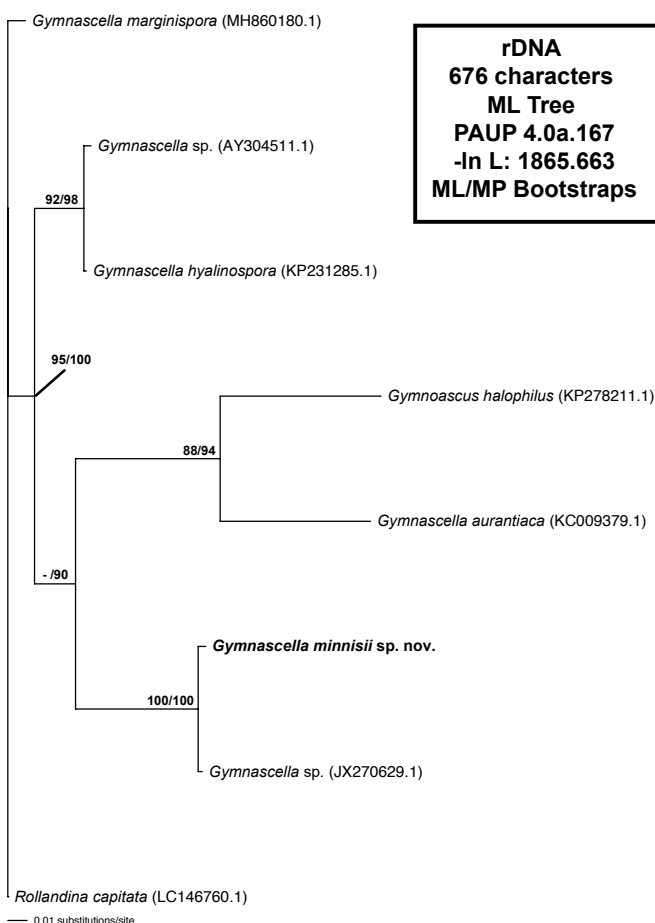 Gymnascella marginispora (MH860180.1)
rDNA
676 characters
ML Tree
PAUP 4.0a.167
-ln L: 1865.663
ML/MP Bootstraps
Gymnascella sp. (AY304511.1)
92/98
Gymnascella hyalinospora (KP231285.1)
95/100
Gymnoascus halophilus (KP278211.1)
88/94
Gymnascella aurantiaca (KC009379.1)
- /90
Gymnascella minnisii sp. nov.
100/100
Gymnascella sp. (JX270629.1)
Rollandina capitata (LC146760.1)
0.01 substitutions/site